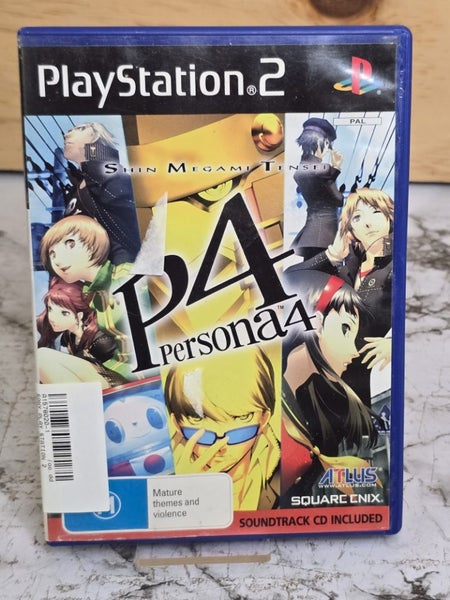 PlayStation®2
PAL
SHIN MEGAMI TENSEI
P4
Persona4™
ATLUS
WWW.ATLUS.COM
SQUARE ENIX
M
Mature
themes and
violence
SOUNDTRACK CD INCLUDED